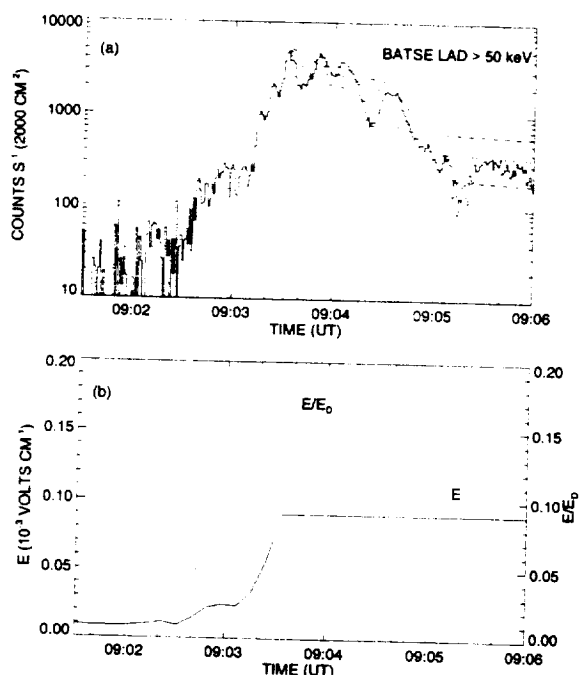 10000
(a)
BATSE LAD > 50 keV
1000
100
10
COUNTS S⁻¹ (2000 CM²)
09:02 09:03 09:04 09:05 09:06
TIME (UT)
0.20
0.15
0.10
0.05
0.00
(b)
E/E_D
E
E (10⁻³ VOLTS CM⁻¹)
0.20
0.15
0.10
0.05
0.00
E/E_D
09:02 09:03 09:04 09:05 09:06
TIME (UT)